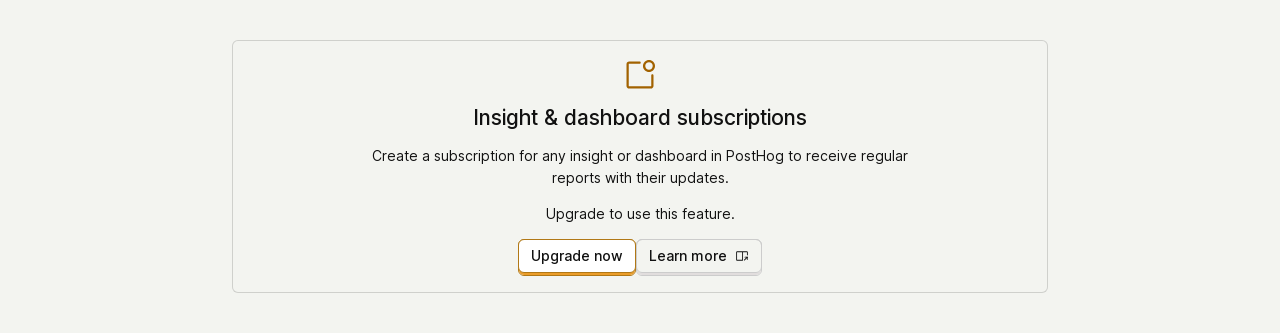 Insight & dashboard subscriptions
Create a subscription for any insight or dashboard in PostHog to receive regular
reports with their updates.
Upgrade to use this feature.
Upgrade now
Learn more